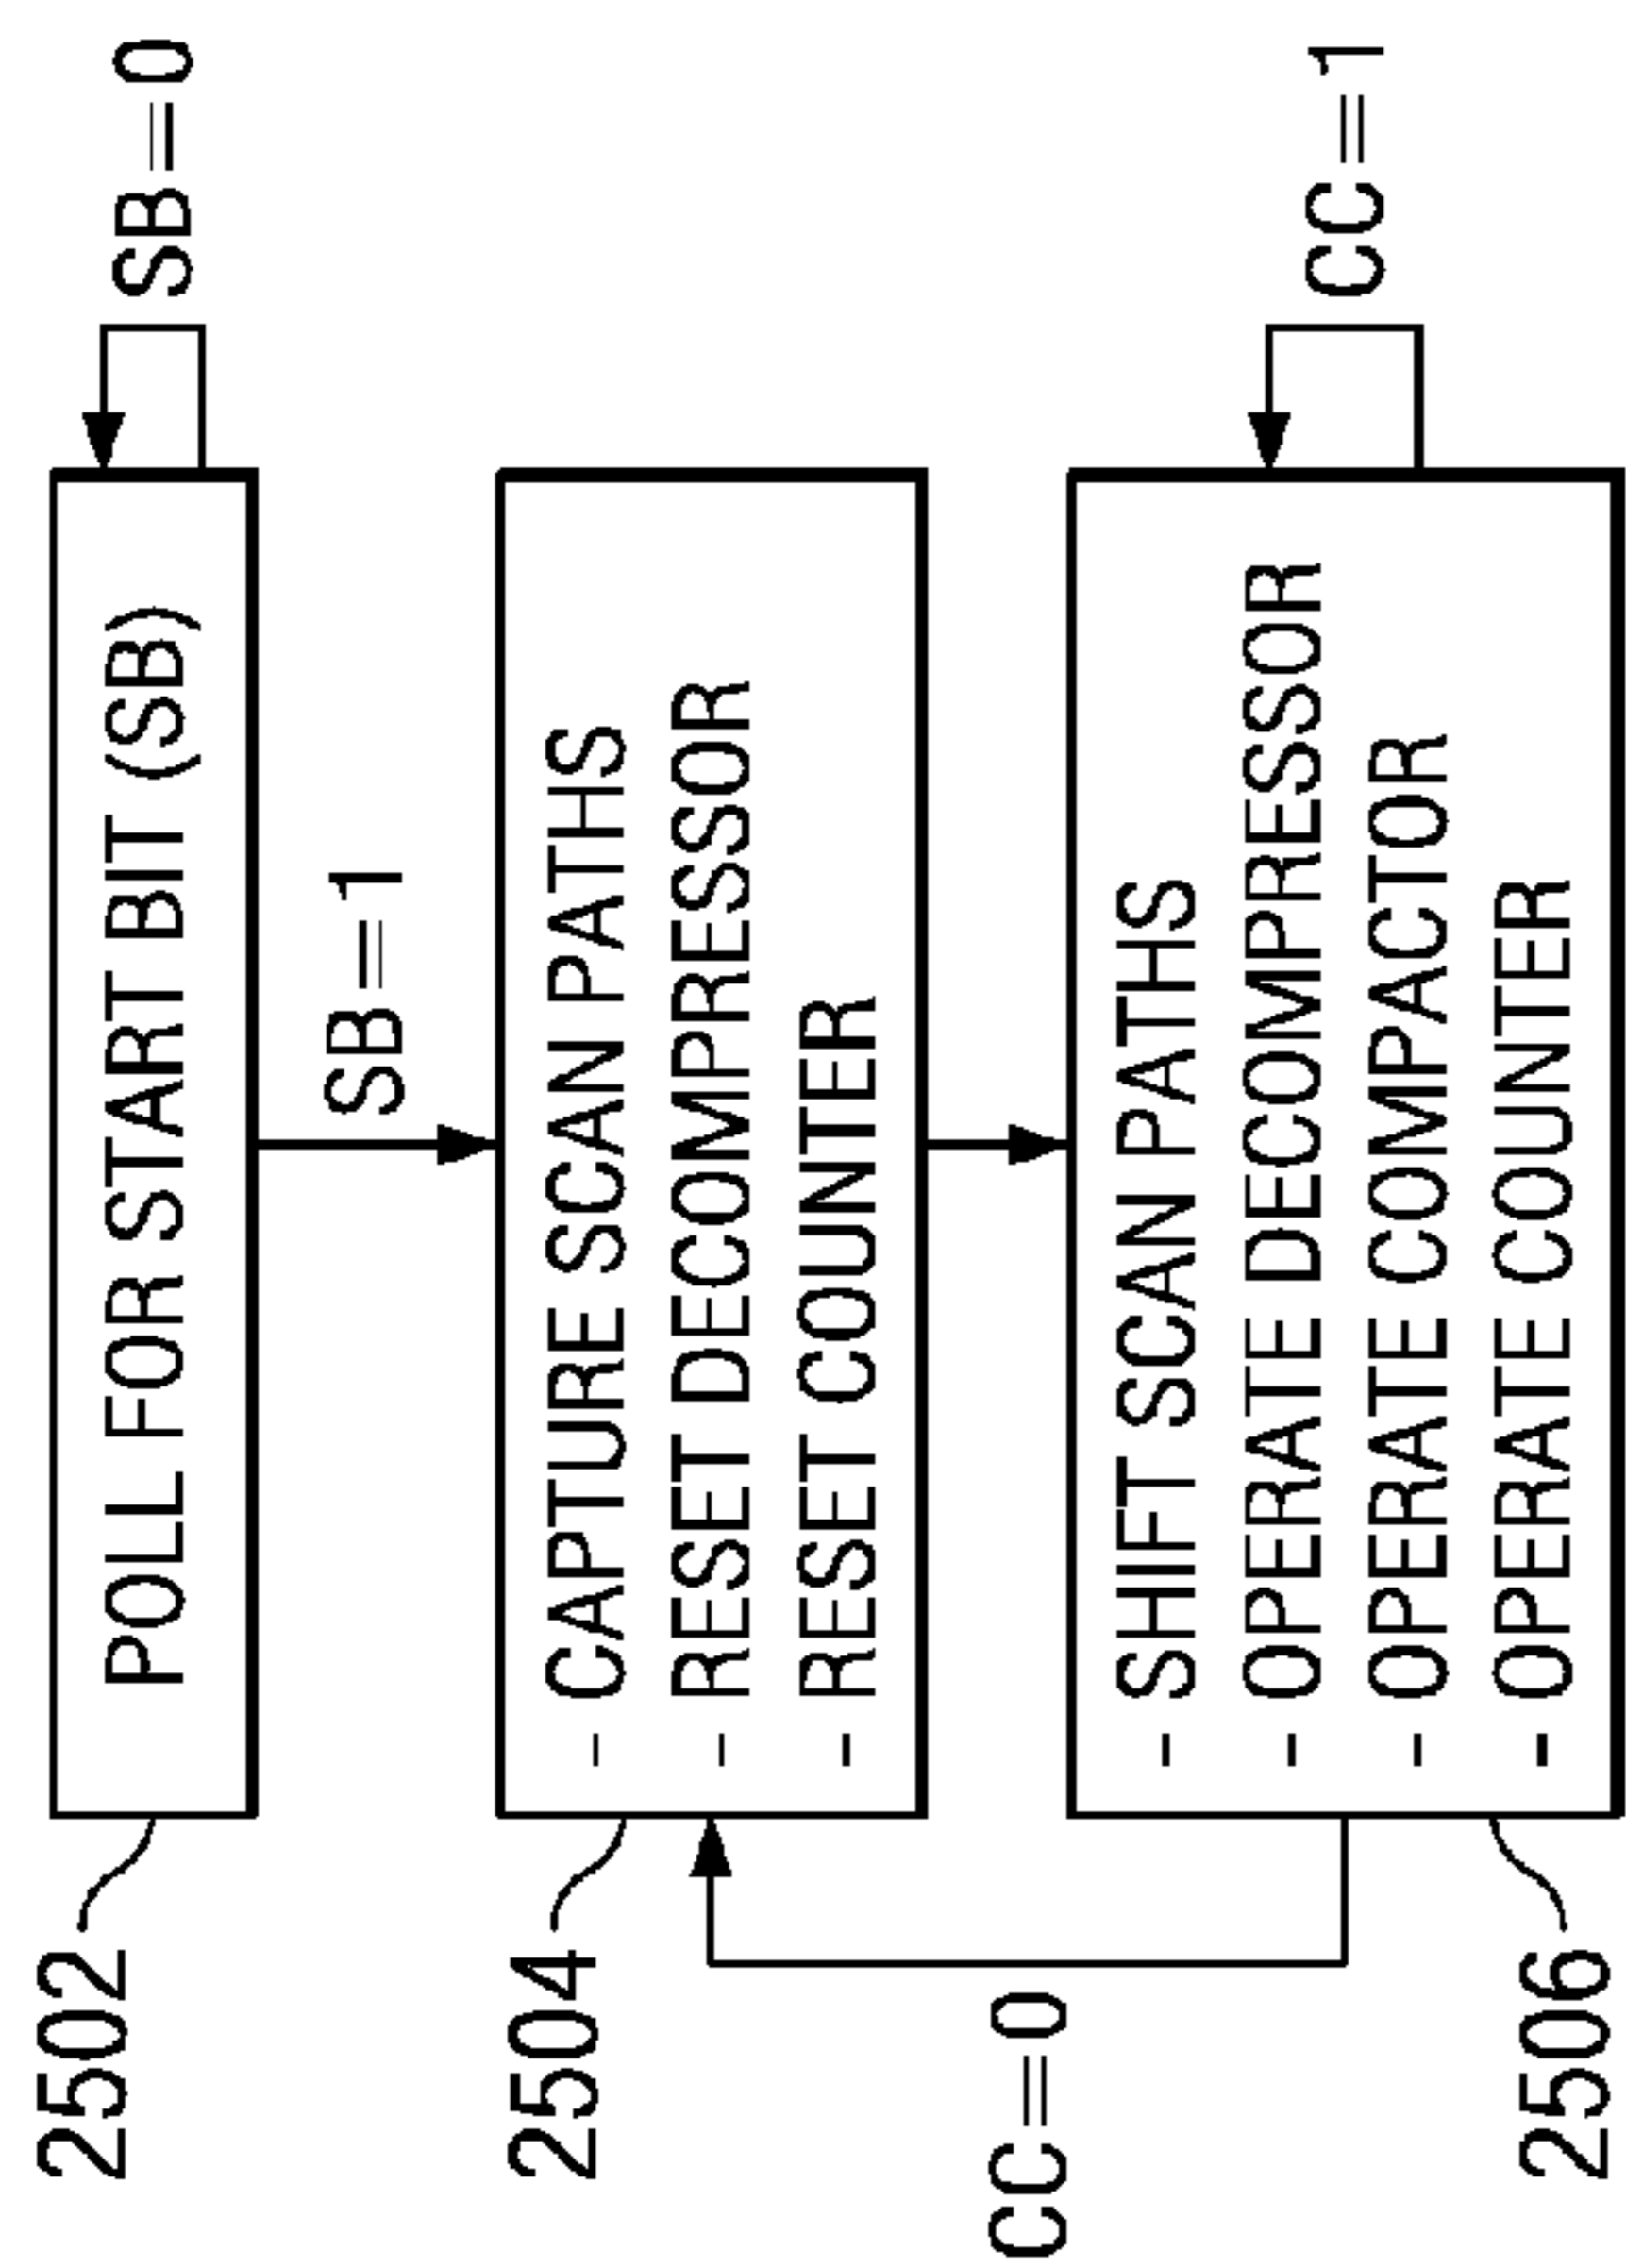 2502
POLL FOR START BIT (SB)
SB=0
SB=1
2504
- CAPTURE SCAN PATHS
- RESET DECOMPRESSOR
- RESET COUNTER
CC=0
- SHIFT SCAN PATHS
- OPERATE DECOMPRESSOR
- OPERATE COMPACTOR
- OPERATE COUNTER
CC=1
2506